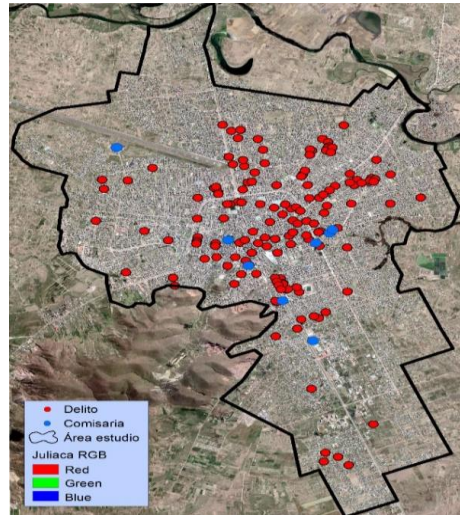 Delito
Comisaria
Área estudio
Juliaca RGB
Red
Green
Blue